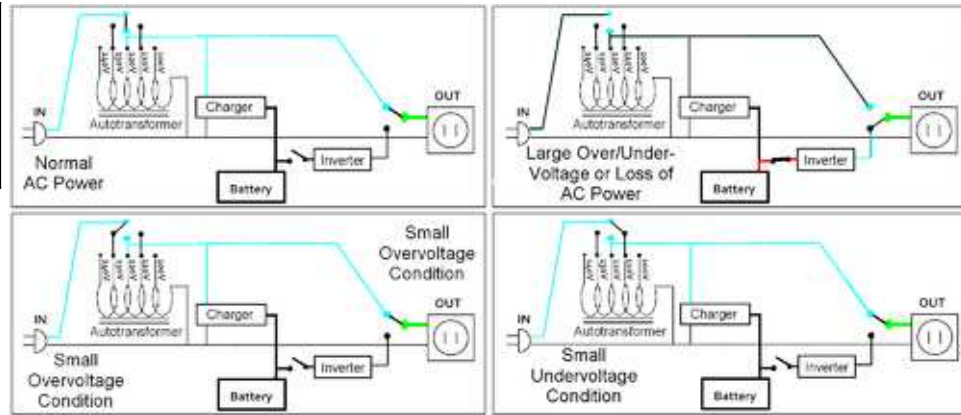 IN
OUT
Charger
Autotransformer
Inverter
Normal
AC Power
Battery
IN
OUT
Charger
Autotransformer
Large Over/Under-
Voltage or Loss of
AC Power
Inverter
Battery
Small
Overvoltage
Condition
IN
OUT
Charger
Autotransformer
Small
Overvoltage
Condition
Inverter
Battery
IN
OUT
Charger
Autotransformer
Small
Undervoltage
Condition
Inverter
Battery